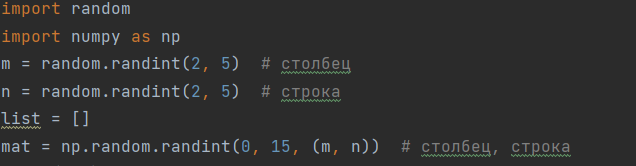 import random
import numpy as np
m = random.randint(2, 5)  # столбец
n = random.randint(2, 5)  # строка
list = []
mat = np.random.randint(0, 15, (m, n))  # столбец, строка